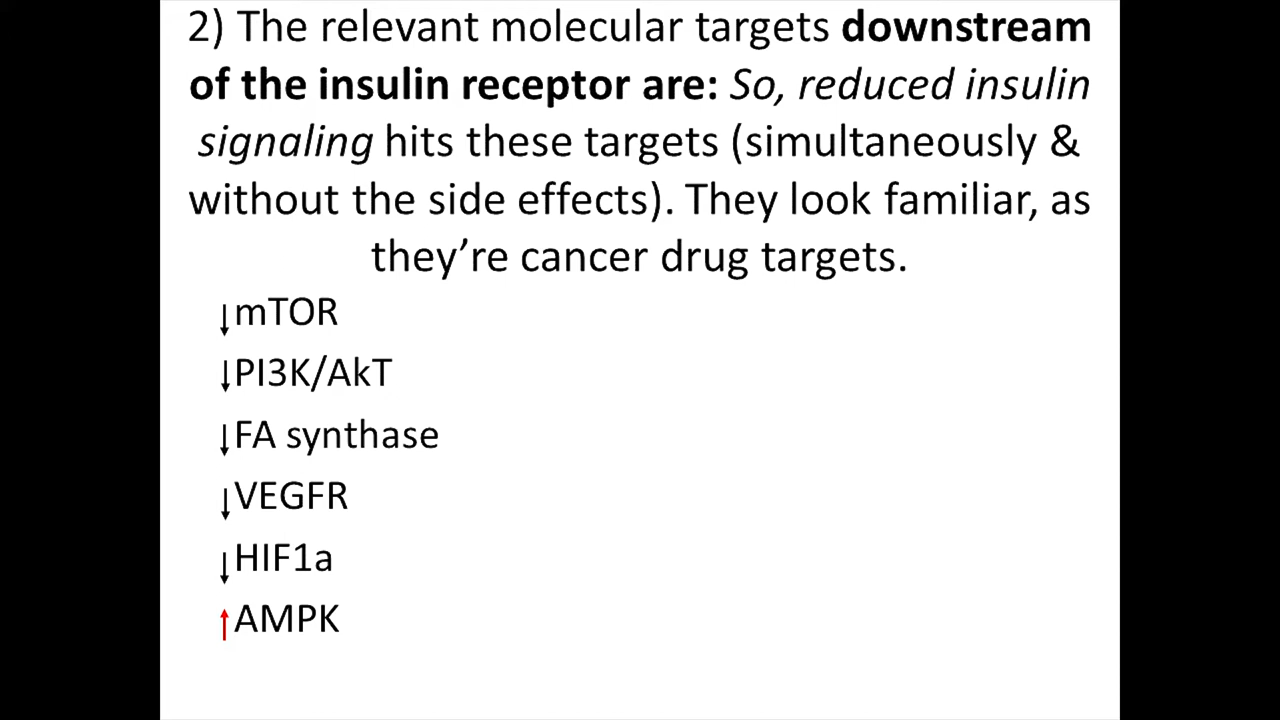 2) The relevant molecular targets downstream
of the insulin receptor are: So, reduced insulin
signaling hits these targets (simultaneously &
without the side effects). They look familiar, as
they’re cancer drug targets.
↓mTOR
↓PI3K/AkT
↓FA synthase
↓VEGFR
↓HIF1a
↑AMPK